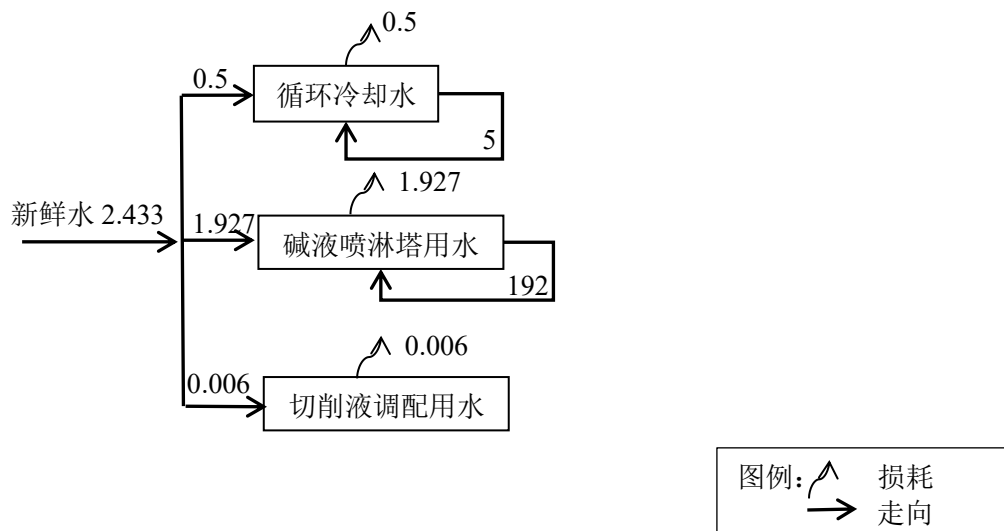 0.5
0.5
循环冷却水
5
1.927
新鲜水 2.433
1.927
碱液喷淋塔用水
192
0.006
0.006
切削液调配用水
图例：
损耗
走向